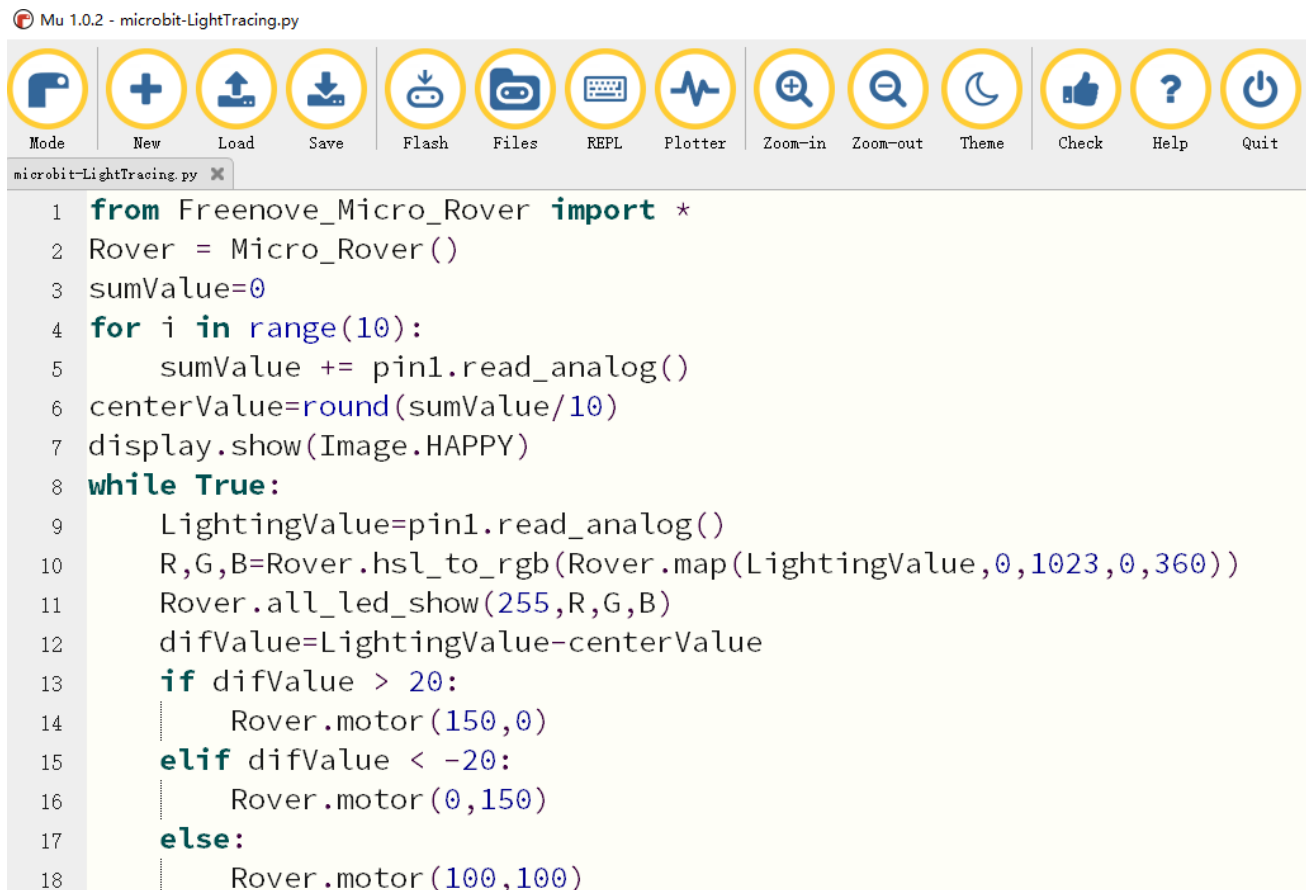 Mu 1.0.2 - microbit-LightTracing.py
Mode New Load Save Flash Files REPL Plotter Zoom-in Zoom-out Theme Check Help Quit
microbit-LightTracing.py
1 from Freenove_Micro_Rover import *
2 Rover = Micro_Rover()
3 sumValue=0
4 for i in range(10):
5     sumValue += pin1.read_analog()
6 centerValue=round(sumValue/10)
7 display.show(Image.HAPPY)
8 while True:
9     LightingValue=pin1.read_analog()
10     R,G,B=Rover.hsl_to_rgb(Rover.map(LightingValue,0,1023,0,360))
11     Rover.all_led_show(255,R,G,B)
12     difValue=LightingValue-centerValue
13     if difValue > 20:
14         Rover.motor(150,0)
15     elif difValue < -20:
16         Rover.motor(0,150)
17     else:
18         Rover.motor(100,100)